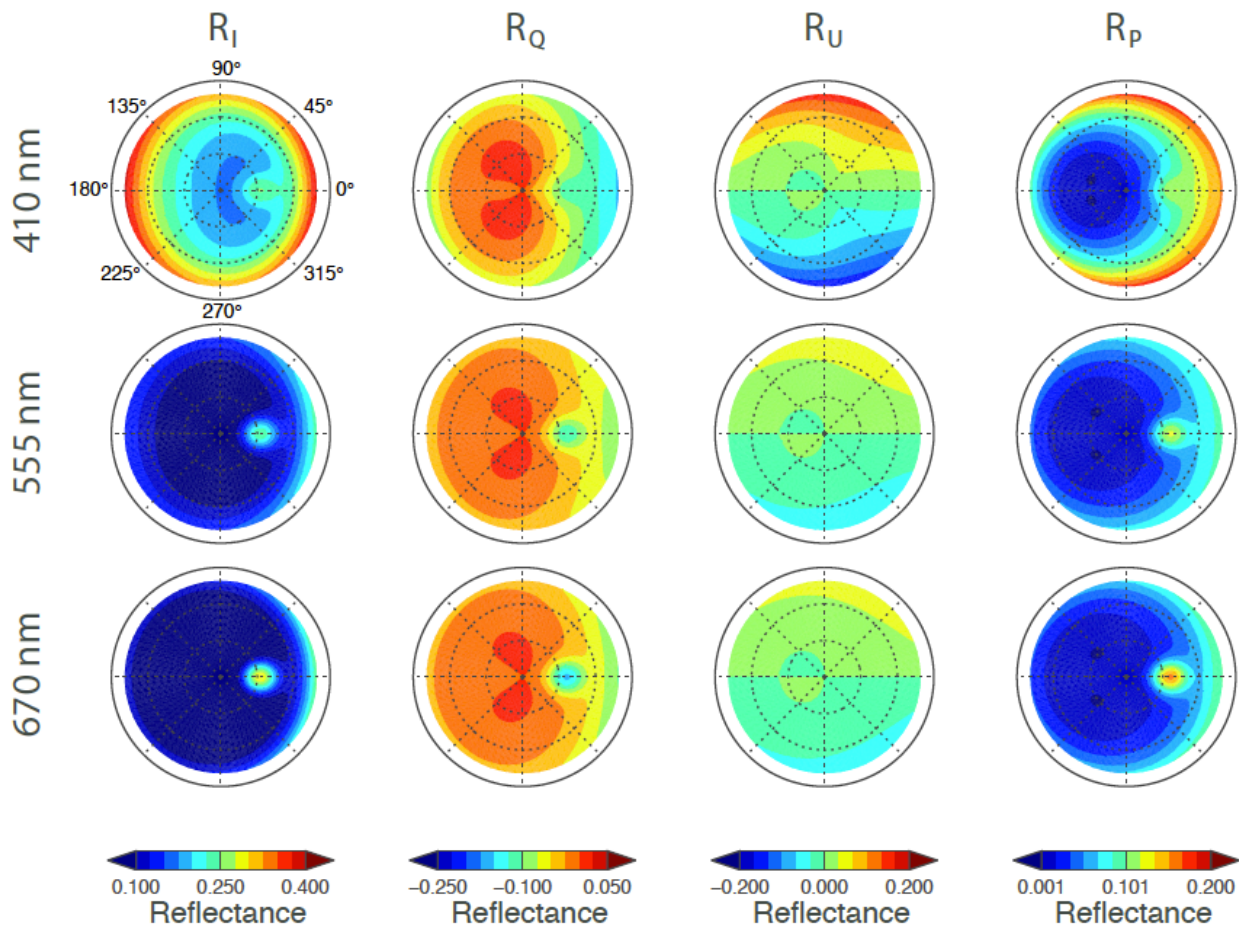 R_I R_Q R_U R_P
90°
135° 45°
410 nm
180° 0°
225° 315°
270°
555 nm
670 nm
0.100 0.250 0.400 −0.250 −0.100 0.050 −0.200 0.000 0.200 0.001 0.101 0.200
Reflectance Reflectance Reflectance Reflectance